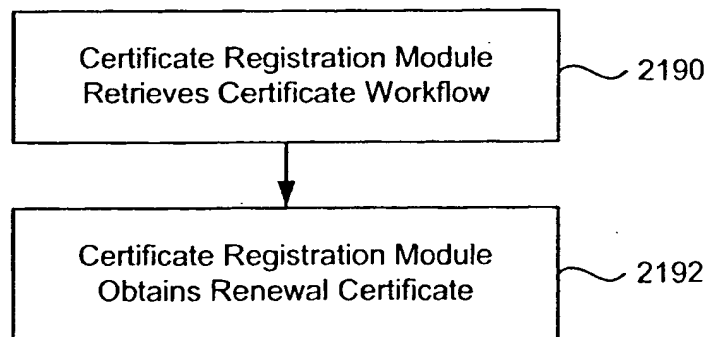 Certificate Registration Module
Retrieves Certificate Workflow
2190
Certificate Registration Module
Obtains Renewal Certificate
2192